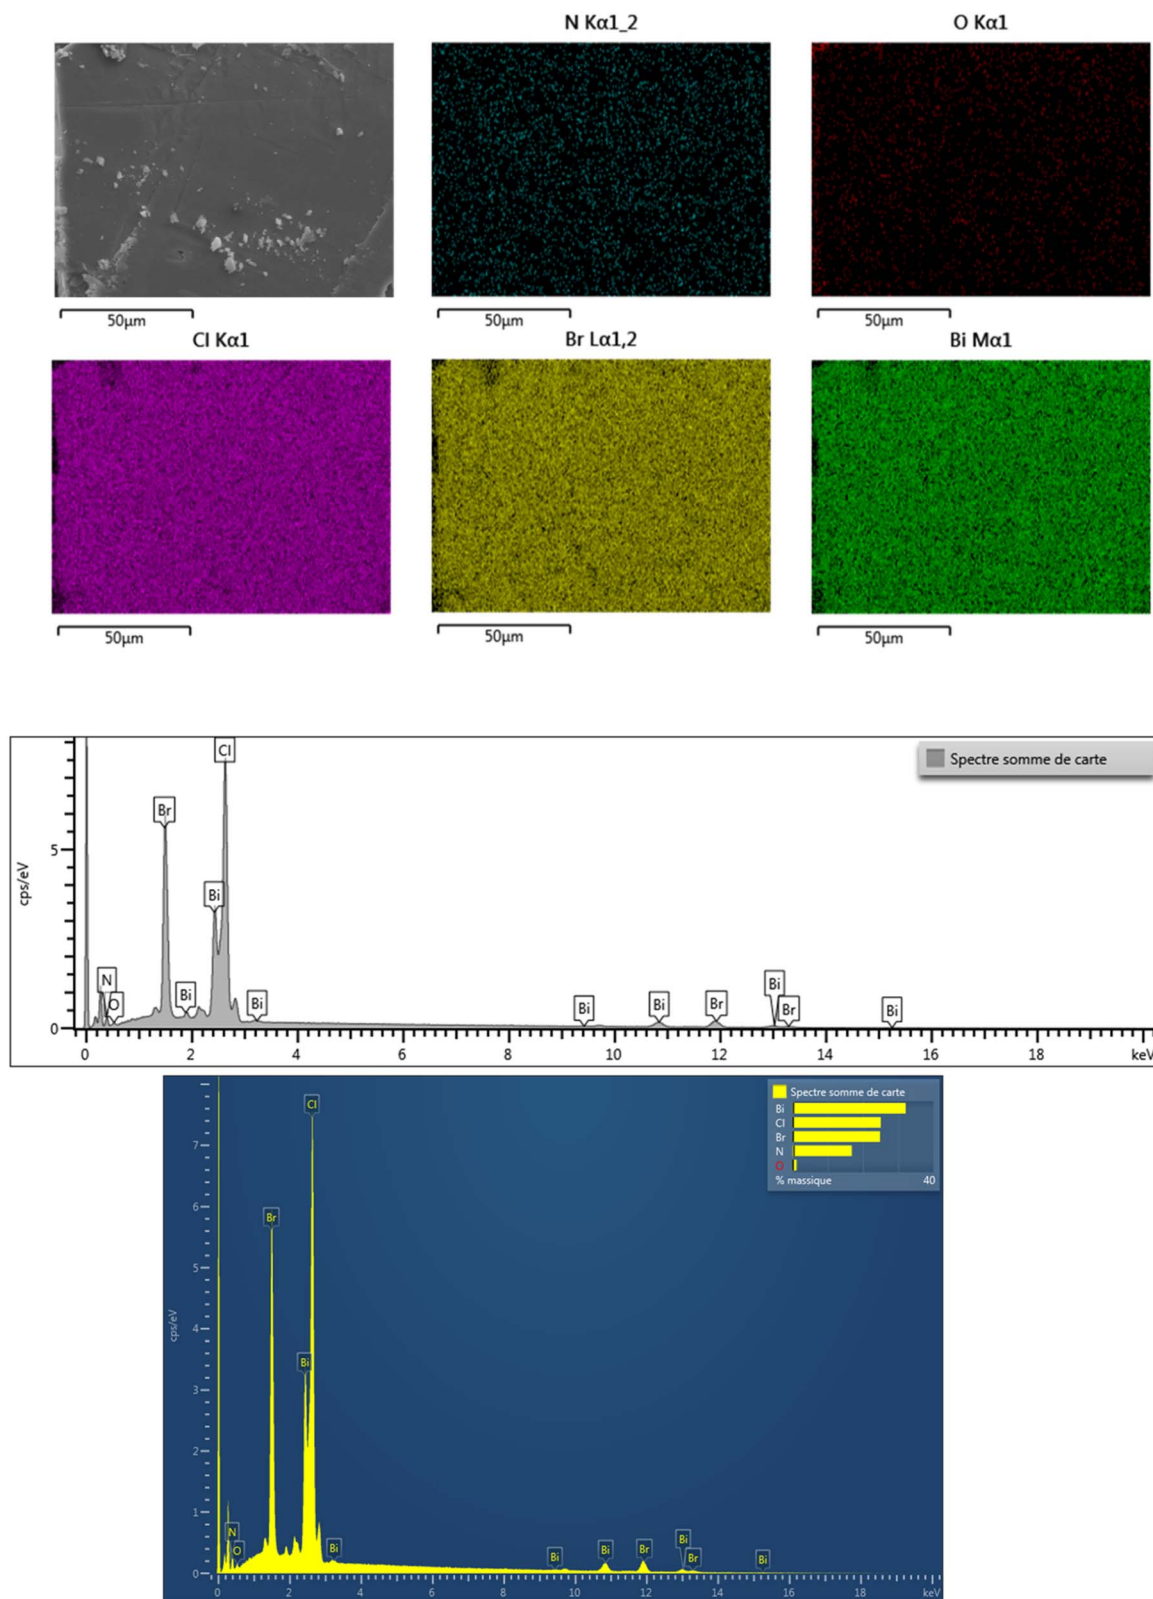 N Kα1_2
O Kα1
50μm
50μm
50μm
Cl Kα1
Br Lα1,2
Bi Mα1
50μm
50μm
50μm
Spectre somme de carte
cps/eV
5
0
Cl
Br
Bi
N
O
Bi
Bi
Bi
Bi
Br
Bi
Br
Bi
0 2 4 6 8 10 12 14 16 18 keV
Spectre somme de carte
Bi
Cl
Br
N
O
% massique 40
cps/eV
7
6
5
4
3
2
1
0
Cl
Br
Bi
N
O
Bi
Bi
Bi
Br
Bi
Br
Bi
0 2 4 6 8 10 12 14 16 18 keV